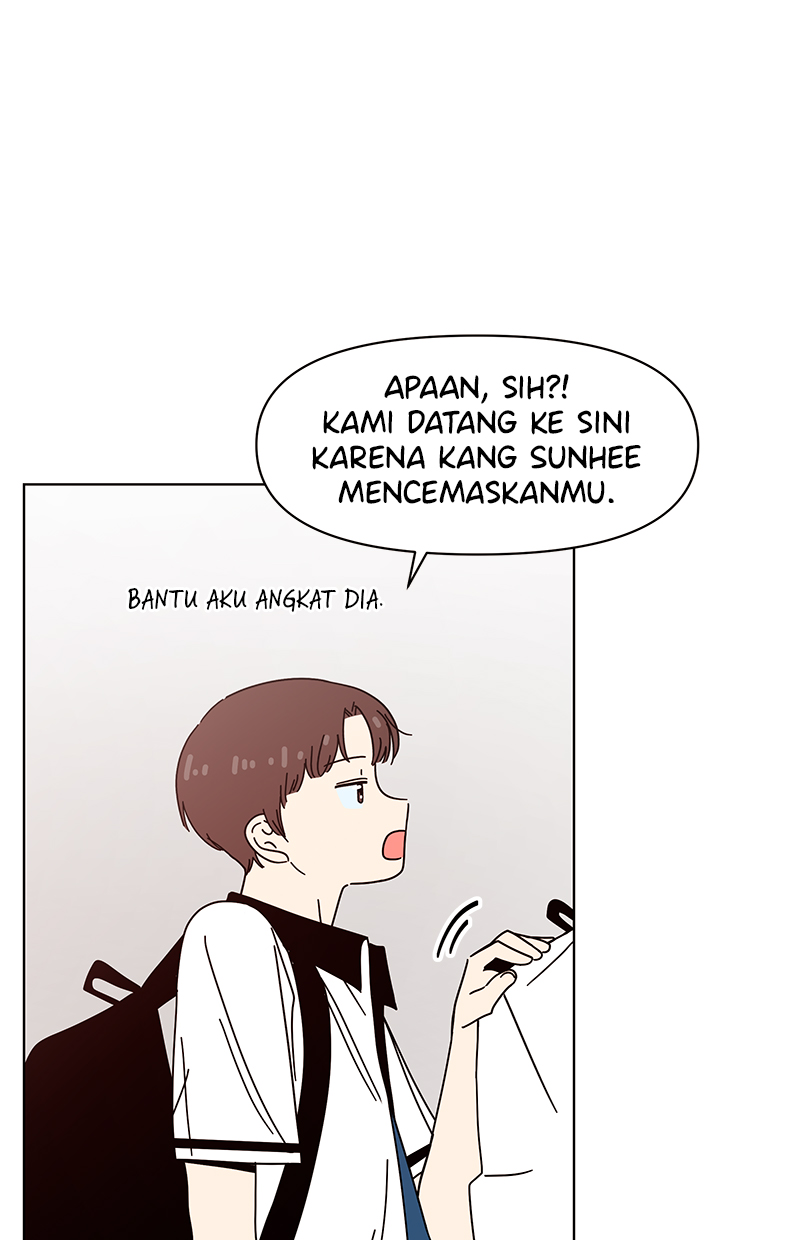 APAAN, SIH?!
KAMI DATANG KE SINI
KARENA KANG SUNHEE
MENCEMASKANMU.
BANTU AKU ANGKAT DIA.